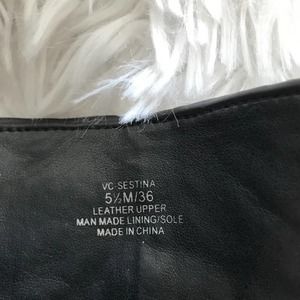 VC-SESTINA
5½M/36
LEATHER UPPER
MAN MADE LINING/SOLE
MADE IN CHINA